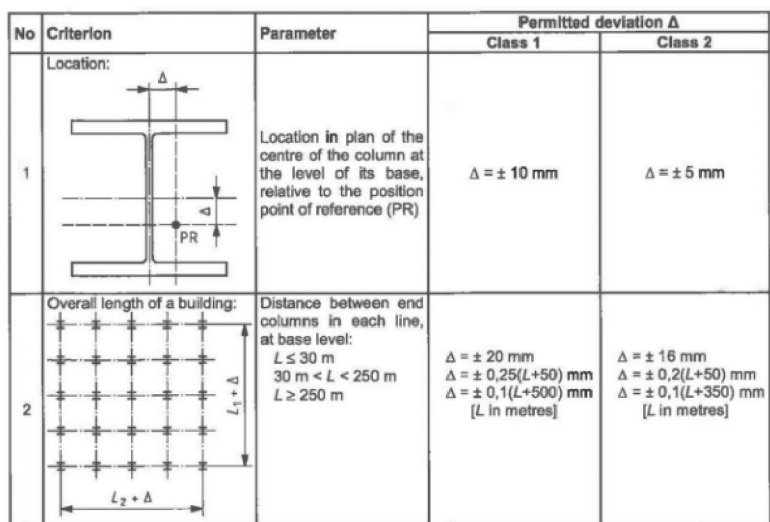 No Criterion Parameter Permitted deviation Δ
Class 1 Class 2
Location:
Δ
1
Δ
PR
Location in plan of the
centre of the column at
the level of its base,
relative to the position
point of reference (PR)
Δ = ± 10 mm
Δ = ± 5 mm
Overall length of a building:
2
L₁ + Δ
L₂ + Δ
Distance between end
columns in each line,
at base level:
L ≤ 30 m
30 m < L < 250 m
L ≥ 250 m
Δ = ± 20 mm
Δ = ± 0,25(L+50) mm
Δ = ± 0,1(L+500) mm
[L in metres]
Δ = ± 16 mm
Δ = ± 0,2(L+50) mm
Δ = ± 0,1(L+350) mm
[L in metres]